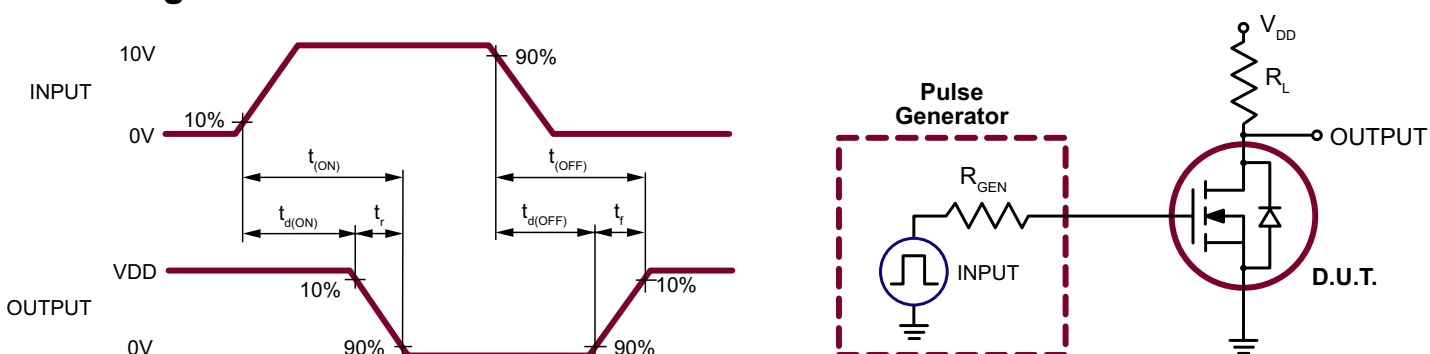 g
10V
INPUT
10%
0V
90%
t(ON)
t(OFF)
td(ON)
tr
td(OFF)
tf
VDD
OUTPUT
0V
10%
90%
90%
10%
Pulse
Generator
RGEN
INPUT
VDD
RL
OUTPUT
D.U.T.